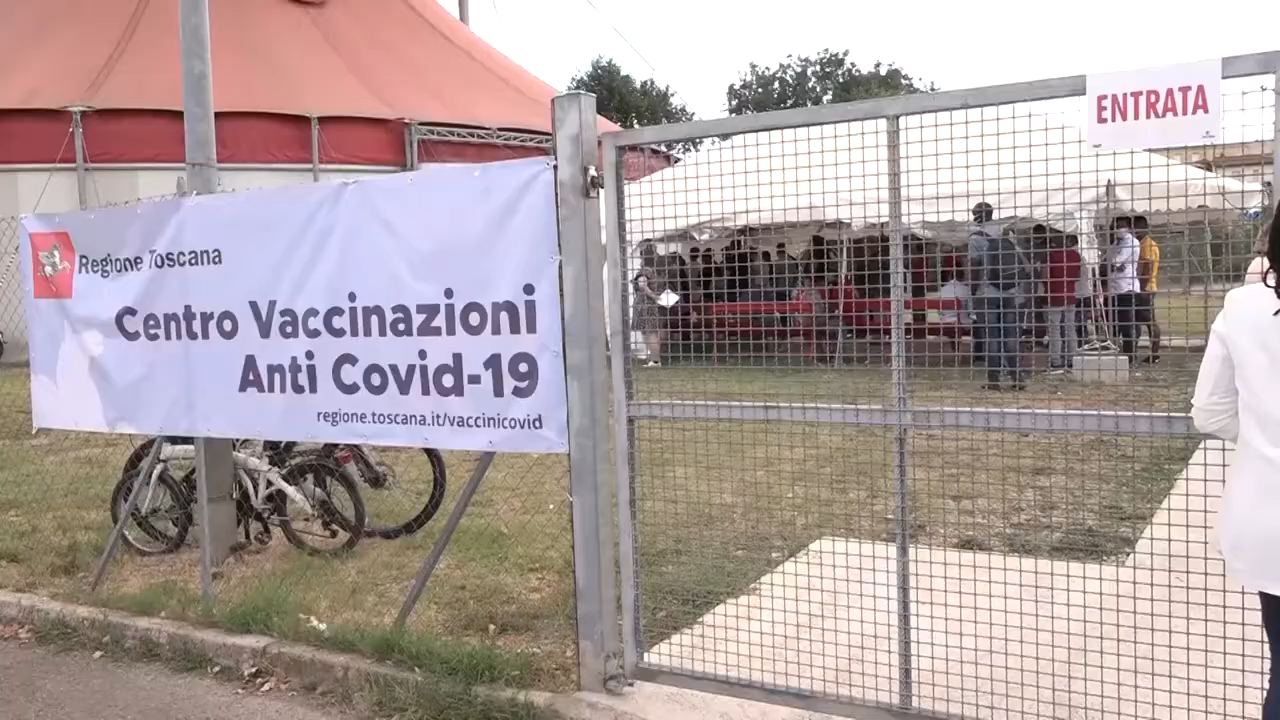 Regione Toscana
Centro Vaccinazioni
Anti Covid-19
regione.toscana.it/vaccinicovid
ENTRATA